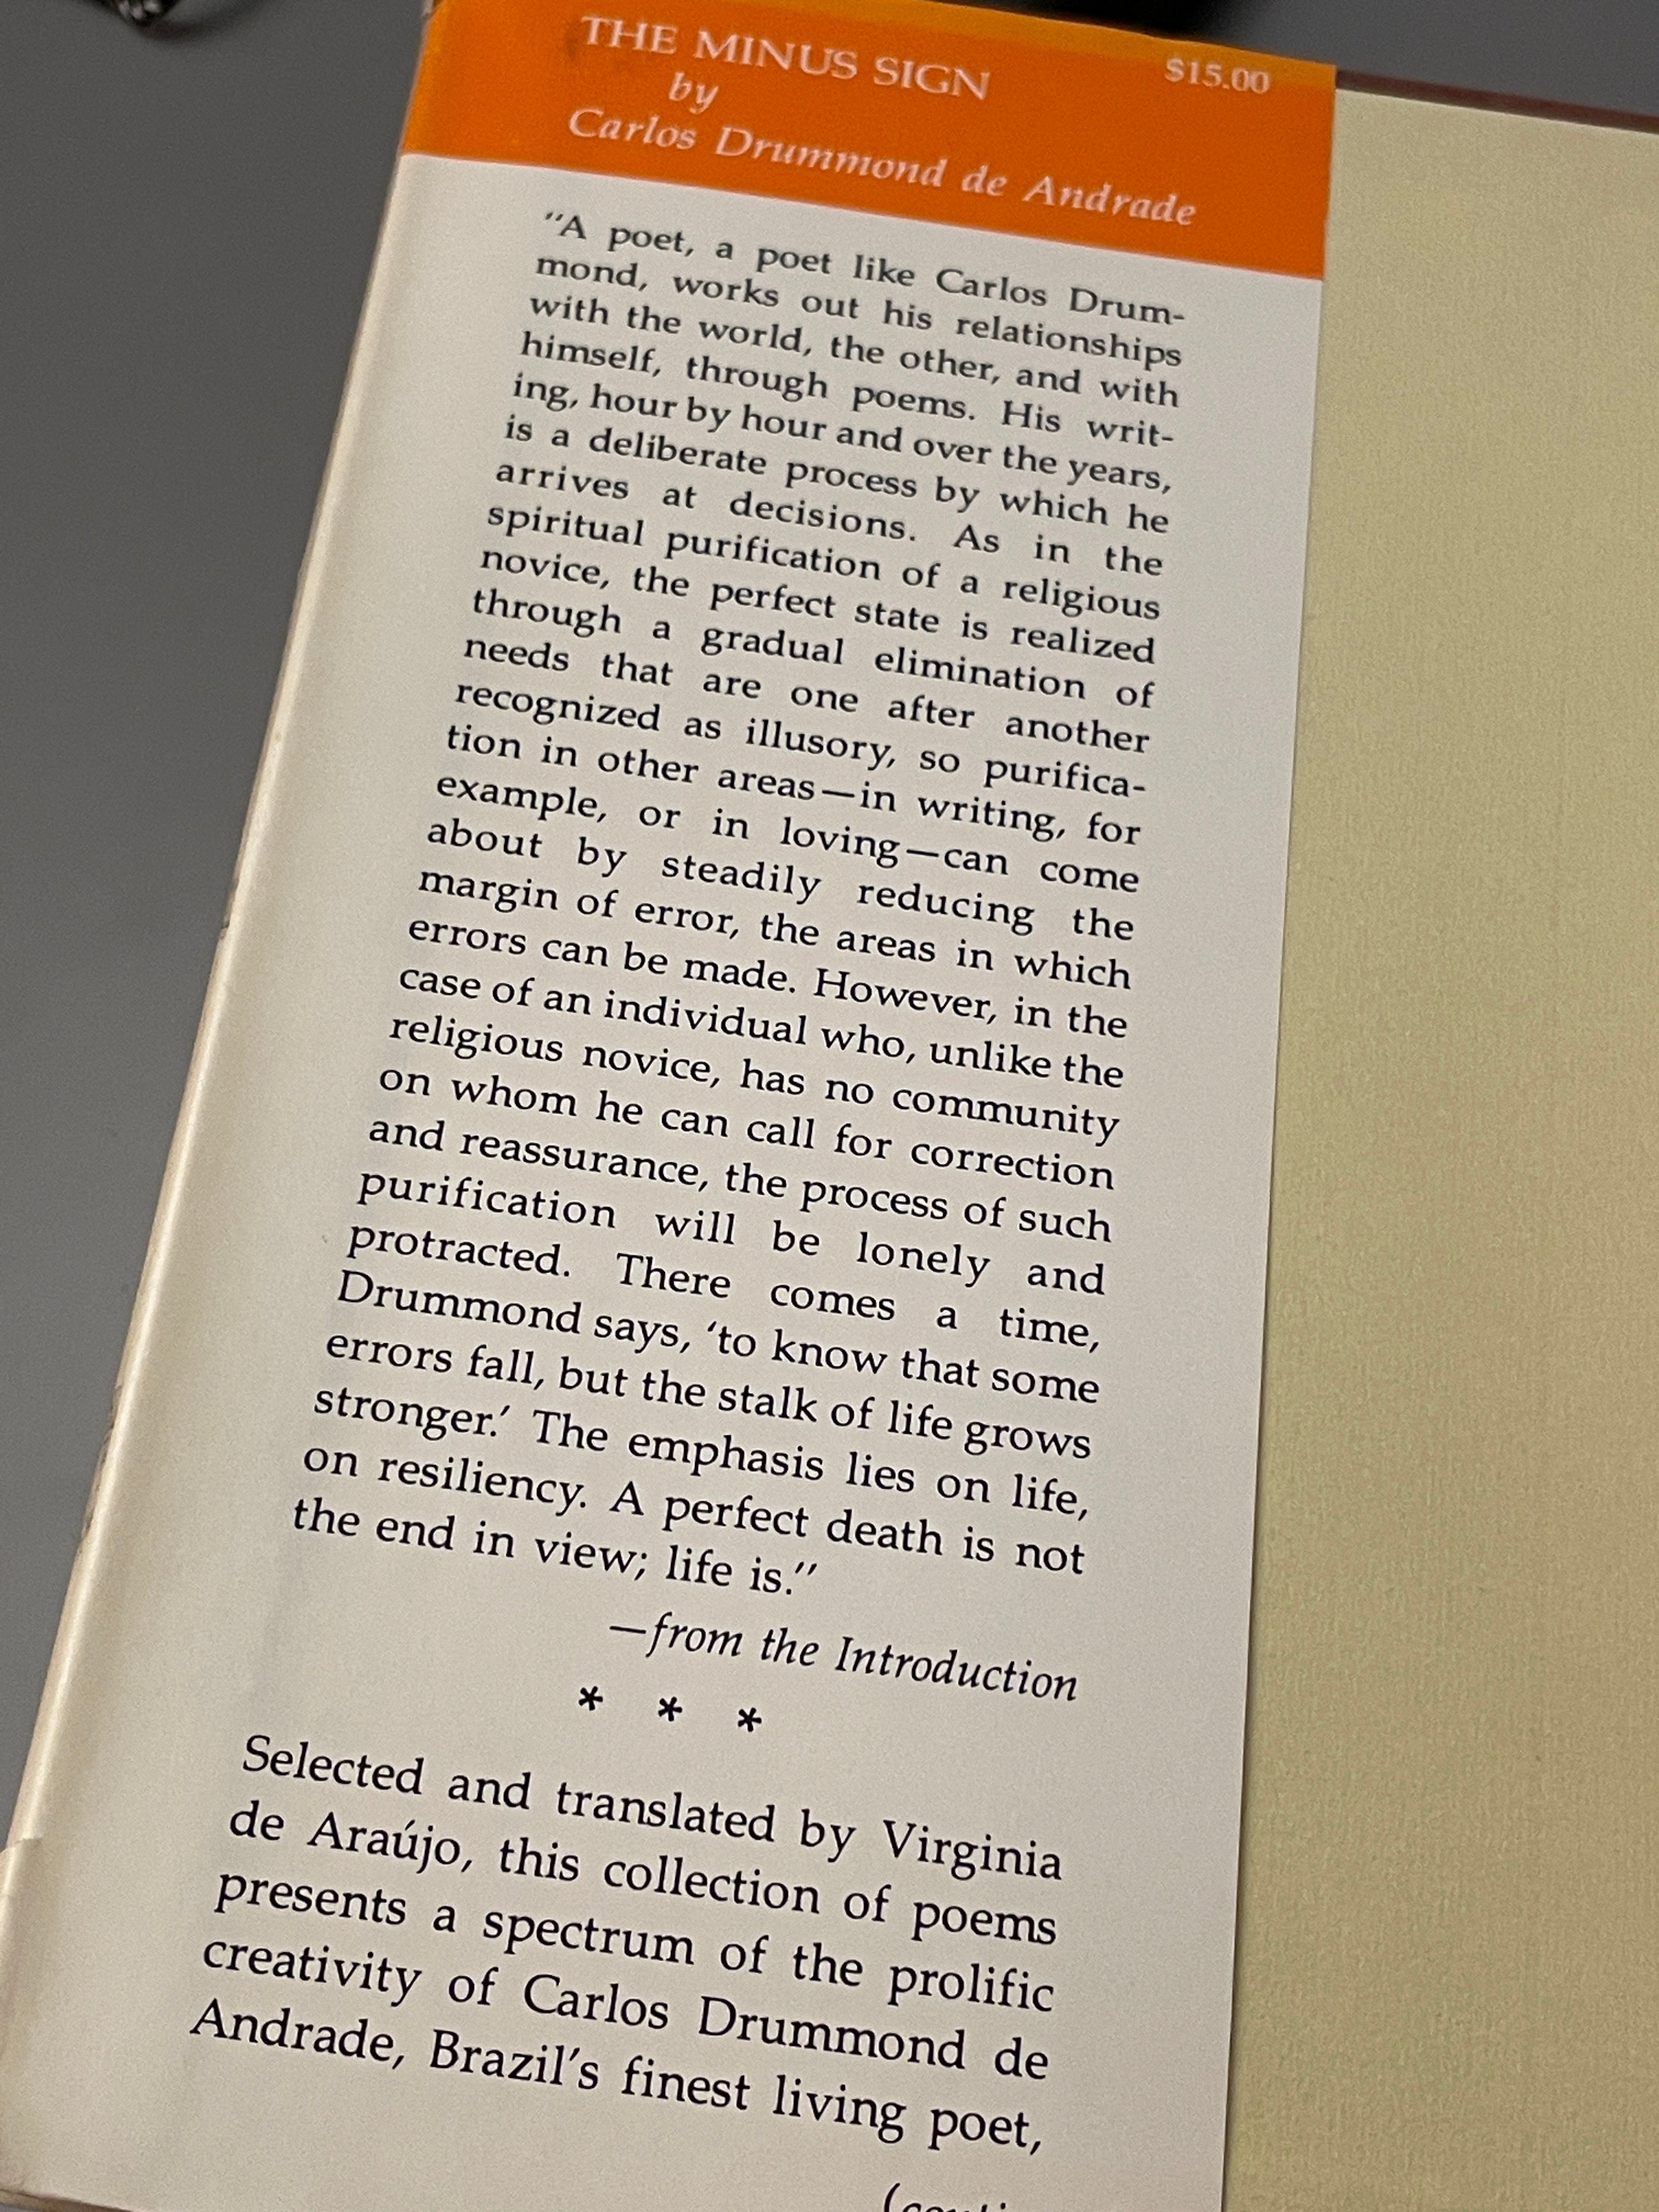 THE MINUS SIGN
$15.00
by
Carlos Drummond de Andrade
"A poet, a poet like Carlos Drum-
mond, works out his relationships
with the world, the other, and with
himself, through poems. His writ-
ing, hour by hour and over the years,
is a deliberate process by which he
arrives at decisions. As in the
spiritual purification of a religious
novice, the perfect state is realized
through a gradual elimination of
needs that are one after another
recognized as illusory, so purifica-
tion in other areas—in writing, for
example, or in loving—can come
about by steadily reducing the
margin of error, the areas in which
errors can be made. However, in the
case of an individual who, unlike the
religious novice, has no community
on whom he can call for correction
and reassurance, the process of such
purification will be lonely and
protracted. There comes a time,
Drummond says, 'to know that some
errors fall, but the stalk of life grows
stronger.' The emphasis lies on life,
on resiliency. A perfect death is not
the end in view; life is."
—from the Introduction
* * *
Selected and translated by Virginia
de Araújo, this collection of poems
presents a spectrum of the prolific
creativity of Carlos Drummond de
Andrade, Brazil's finest living poet,